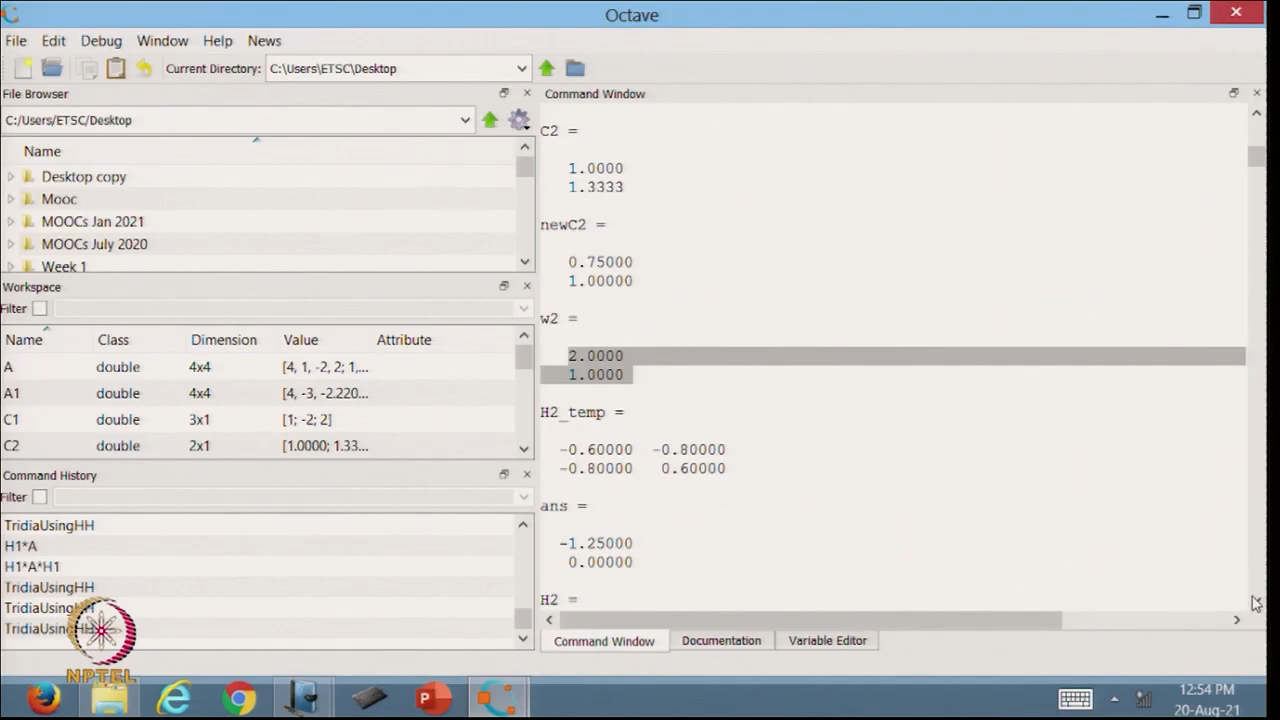 Octave
File Edit Debug Window Help News
Current Directory: C:\Users\ETSC\Desktop
File Browser
Command Window
C:/Users/ETSC/Desktop
Name
Desktop copy
Mooc
MOOCs Jan 2021
MOOCs July 2020
Week 1
Workspace
Filter
Name Class Dimension Value Attribute
A double 4x4 [4, 1, -2, 2; 1,...
A1 double 4x4 [4, -3, -2.220...
C1 double 3x1 [1; -2; 2]
C2 double 2x1 [1.0000; 1.33...
Command History
Filter
TridiaUsingHH
H1*A
H1*A*H1
TridiaUsingHH
TridiaUsingHH
TridiaUsingHH
C2 =
1.0000
1.3333
newC2 =
0.75000
1.00000
w2 =
2.0000
1.0000
H2_temp =
-0.60000 -0.80000
-0.80000 0.60000
ans =
-1.25000
0.00000
H2 =
Command Window Documentation Variable Editor
NPTEL
12:54 PM
20-Aug-21